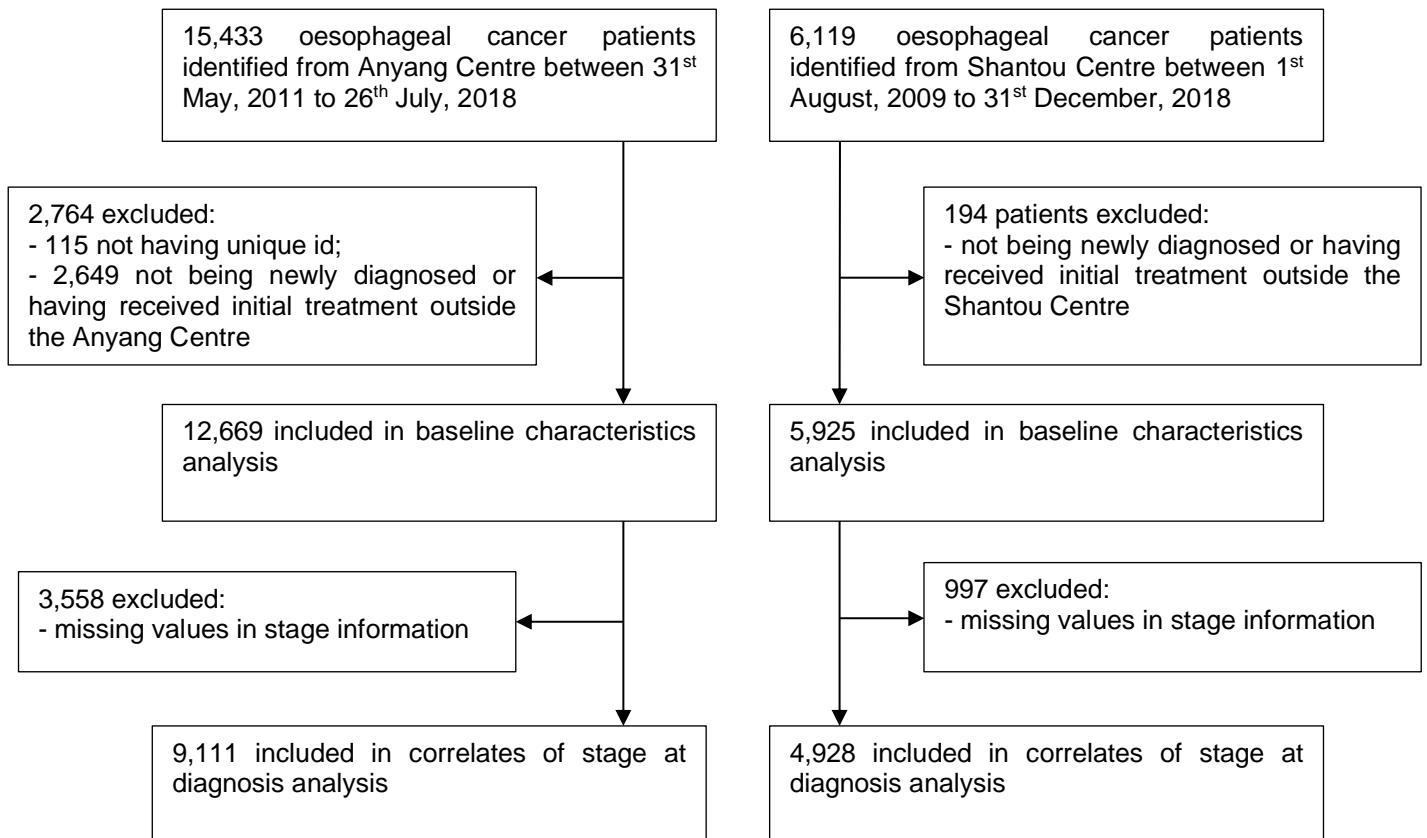 15,433 oesophageal cancer patients
identified from Anyang Centre between 31st
May, 2011 to 26th July, 2018
6,119 oesophageal cancer patients
identified from Shantou Centre between 1st
August, 2009 to 31st December, 2018
2,764 excluded:
- 115 not having unique id;
- 2,649 not being newly diagnosed or
having received initial treatment outside
the Anyang Centre
194 patients excluded:
- not being newly diagnosed or having
received initial treatment outside the
Shantou Centre
12,669 included in baseline characteristics
analysis
5,925 included in baseline characteristics
analysis
3,558 excluded:
- missing values in stage information
997 excluded:
- missing values in stage information
9,111 included in correlates of stage at
diagnosis analysis
4,928 included in correlates of stage at
diagnosis analysis